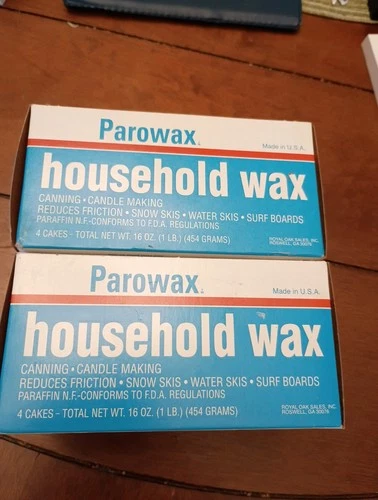 Parowax
Made in U.S.A.
household wax
CANNING • CANDLE MAKING
REDUCES FRICTION • SNOW SKIS • WATER SKIS • SURF BOARDS
PARAFFIN N.F.-CONFORMS TO F.D.A. REGULATIONS
4 CAKES - TOTAL NET WT. 16 OZ. (1 LB.) (454 GRAMS)
ROYAL OAK SALES, INC.
ROSWELL, GA 30076
Parowax
Made in U.S.A.
household wax
CANNING • CANDLE MAKING
REDUCES FRICTION • SNOW SKIS • WATER SKIS • SURF BOARDS
PARAFFIN N.F.-CONFORMS TO F.D.A. REGULATIONS
4 CAKES - TOTAL NET WT. 16 OZ. (1 LB.) (454 GRAMS)
ROYAL OAK SALES, INC.
ROSWELL, GA 30076